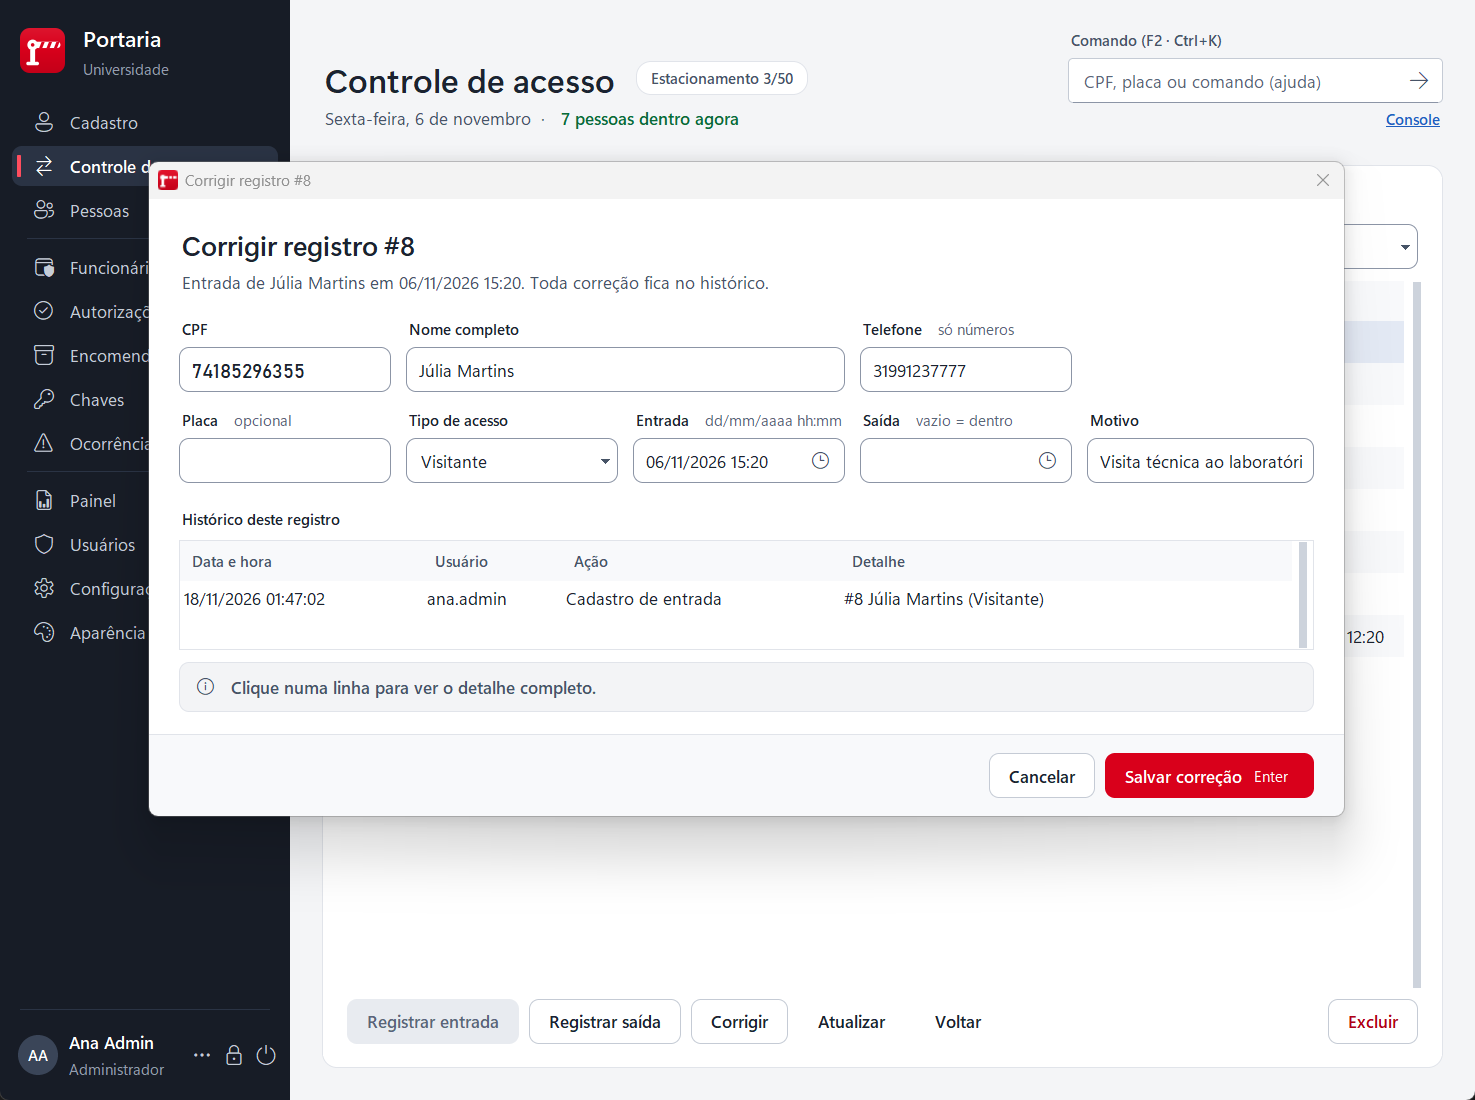 Portaria
Universidade
Cadastro
Controle d
Pessoas
Funcionári
Autorizaçõ
Encomend
Chaves
Ocorrência
Painel
Usuários
Configuraç
Aparência
AA
Ana Admin
Administrador
Controle de acesso
Estacionamento 3/50
Sexta-feira, 6 de novembro · 7 pessoas dentro agora
Comando (F2 · Ctrl+K)
CPF, placa ou comando (ajuda)
Console
Corrigir registro #8
Corrigir registro #8
Entrada de Júlia Martins em 06/11/2026 15:20. Toda correção fica no histórico.
CPF Nome completo Telefone só números
74185296355 Júlia Martins 31991237777
Placa opcional Tipo de acesso Entrada dd/mm/aaaa hh:mm Saída vazio = dentro Motivo
Visitante 06/11/2026 15:20 Visita técnica ao laboratóri
Histórico deste registro
Data e hora Usuário Ação Detalhe
18/11/2026 01:47:02 ana.admin Cadastro de entrada #8 Júlia Martins (Visitante)
Clique numa linha para ver o detalhe completo.
Cancelar Salvar correção Enter
12:20
Registrar entrada Registrar saída Corrigir Atualizar Voltar Excluir